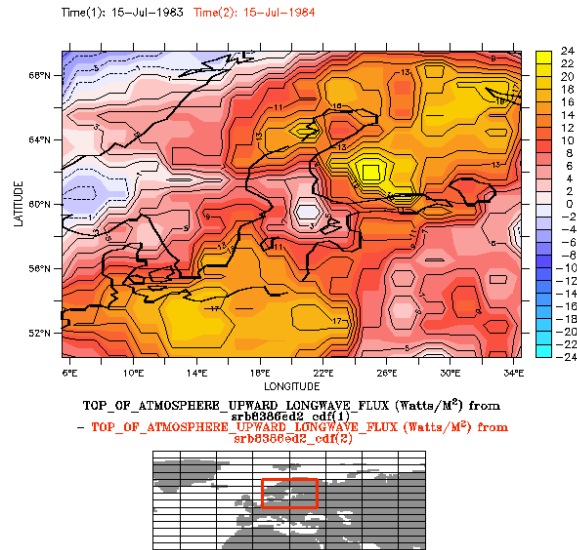 Time(1): 15-Jul-1983 Time(2): 15-Jul-1984
68°N
64°N
60°N
56°N
52°N
LATITUDE
6°E 10°E 14°E 18°E 22°E 26°E 30°E 34°E
LONGITUDE
24
22
20
18
16
14
12
10
8
6
4
2
0
-2
-4
-6
-8
-10
-12
-14
-16
-18
-20
-22
-24
TOP_OF_ATMOSPHERE_UPWARD_LONGWAVE_FLUX (Watts/M²) from
srb8386ed2_cdf(1)
- TOP_OF_ATMOSPHERE_UPWARD_LONGWAVE_FLUX (Watts/M²) from
srb8386ed2_cdf(2)